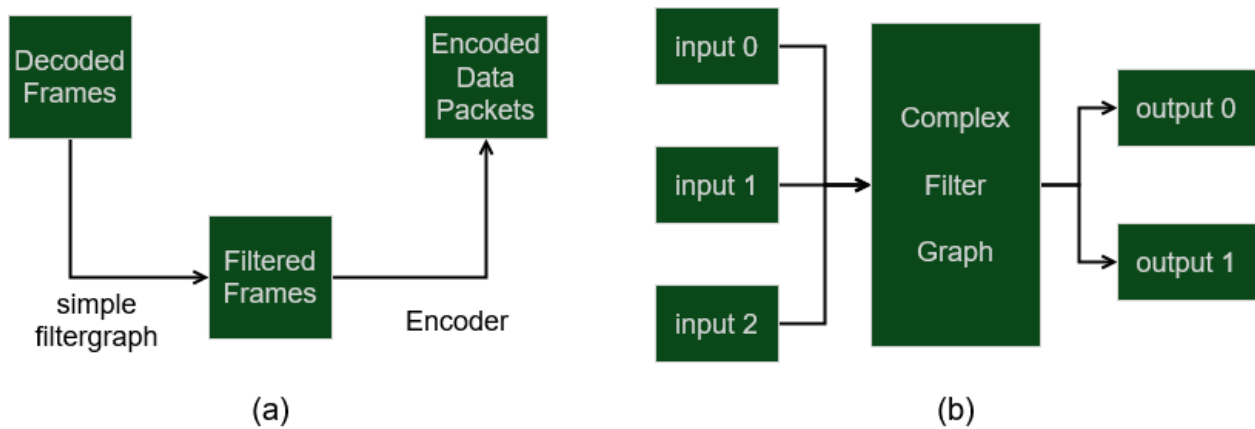 Decoded
Frames
simple
filtergraph
Filtered
Frames
Encoder
Encoded
Data
Packets
(a)
input 0
input 1
input 2
Complex
Filter
Graph
output 0
output 1
(b)